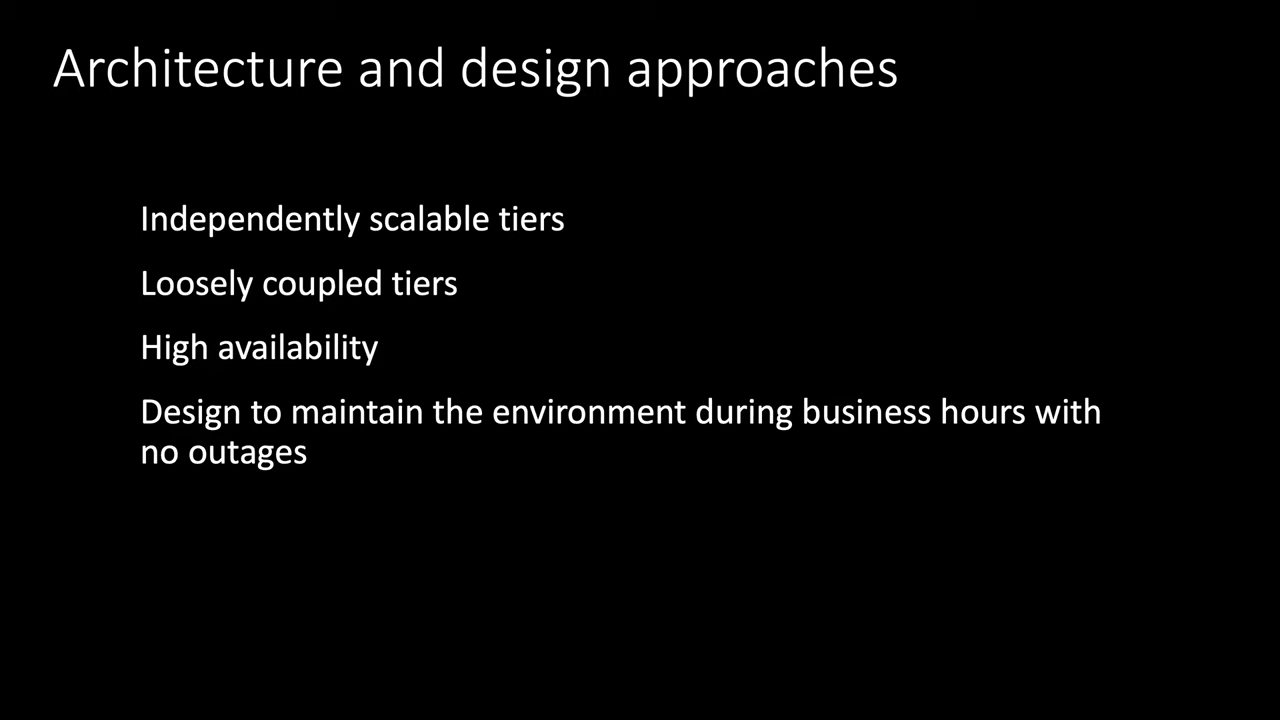 Architecture and design approaches
Independently scalable tiers
Loosely coupled tiers
High availability
Design to maintain the environment during business hours with
no outages